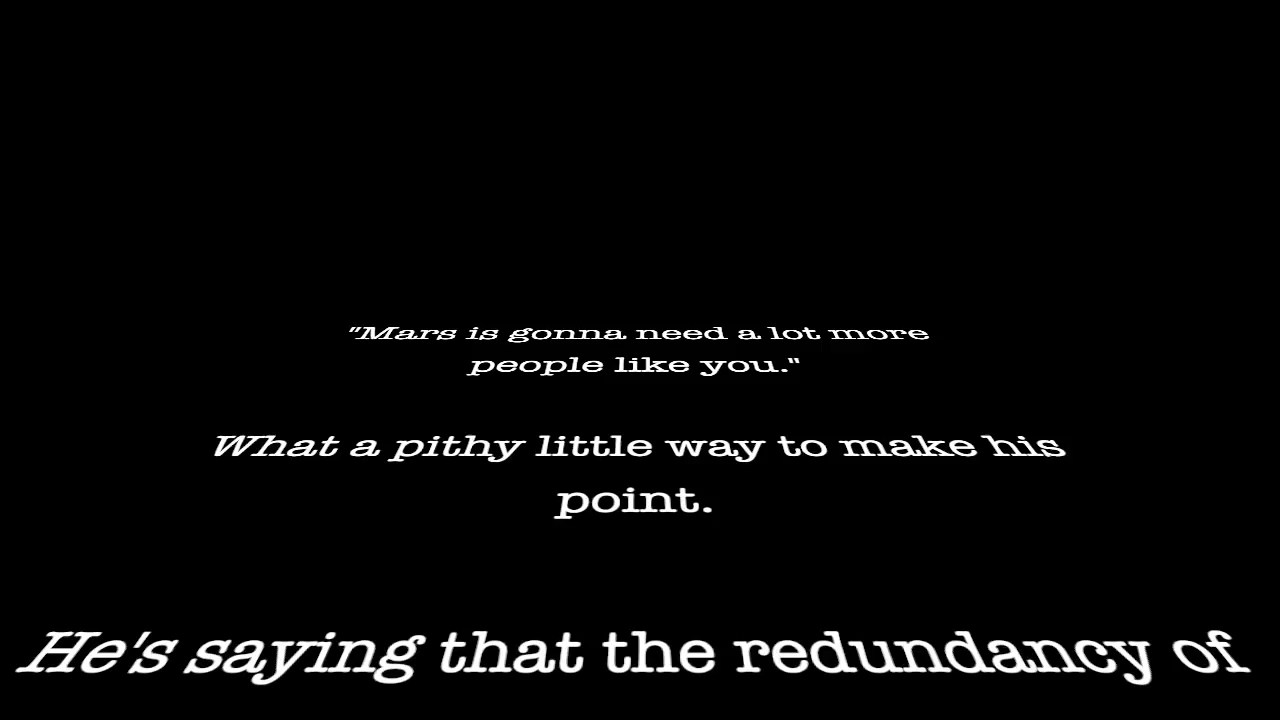 "Mars is gonna need a lot more
people like you."
What a pithy little way to make his
point.
He's saying that the redundancy of